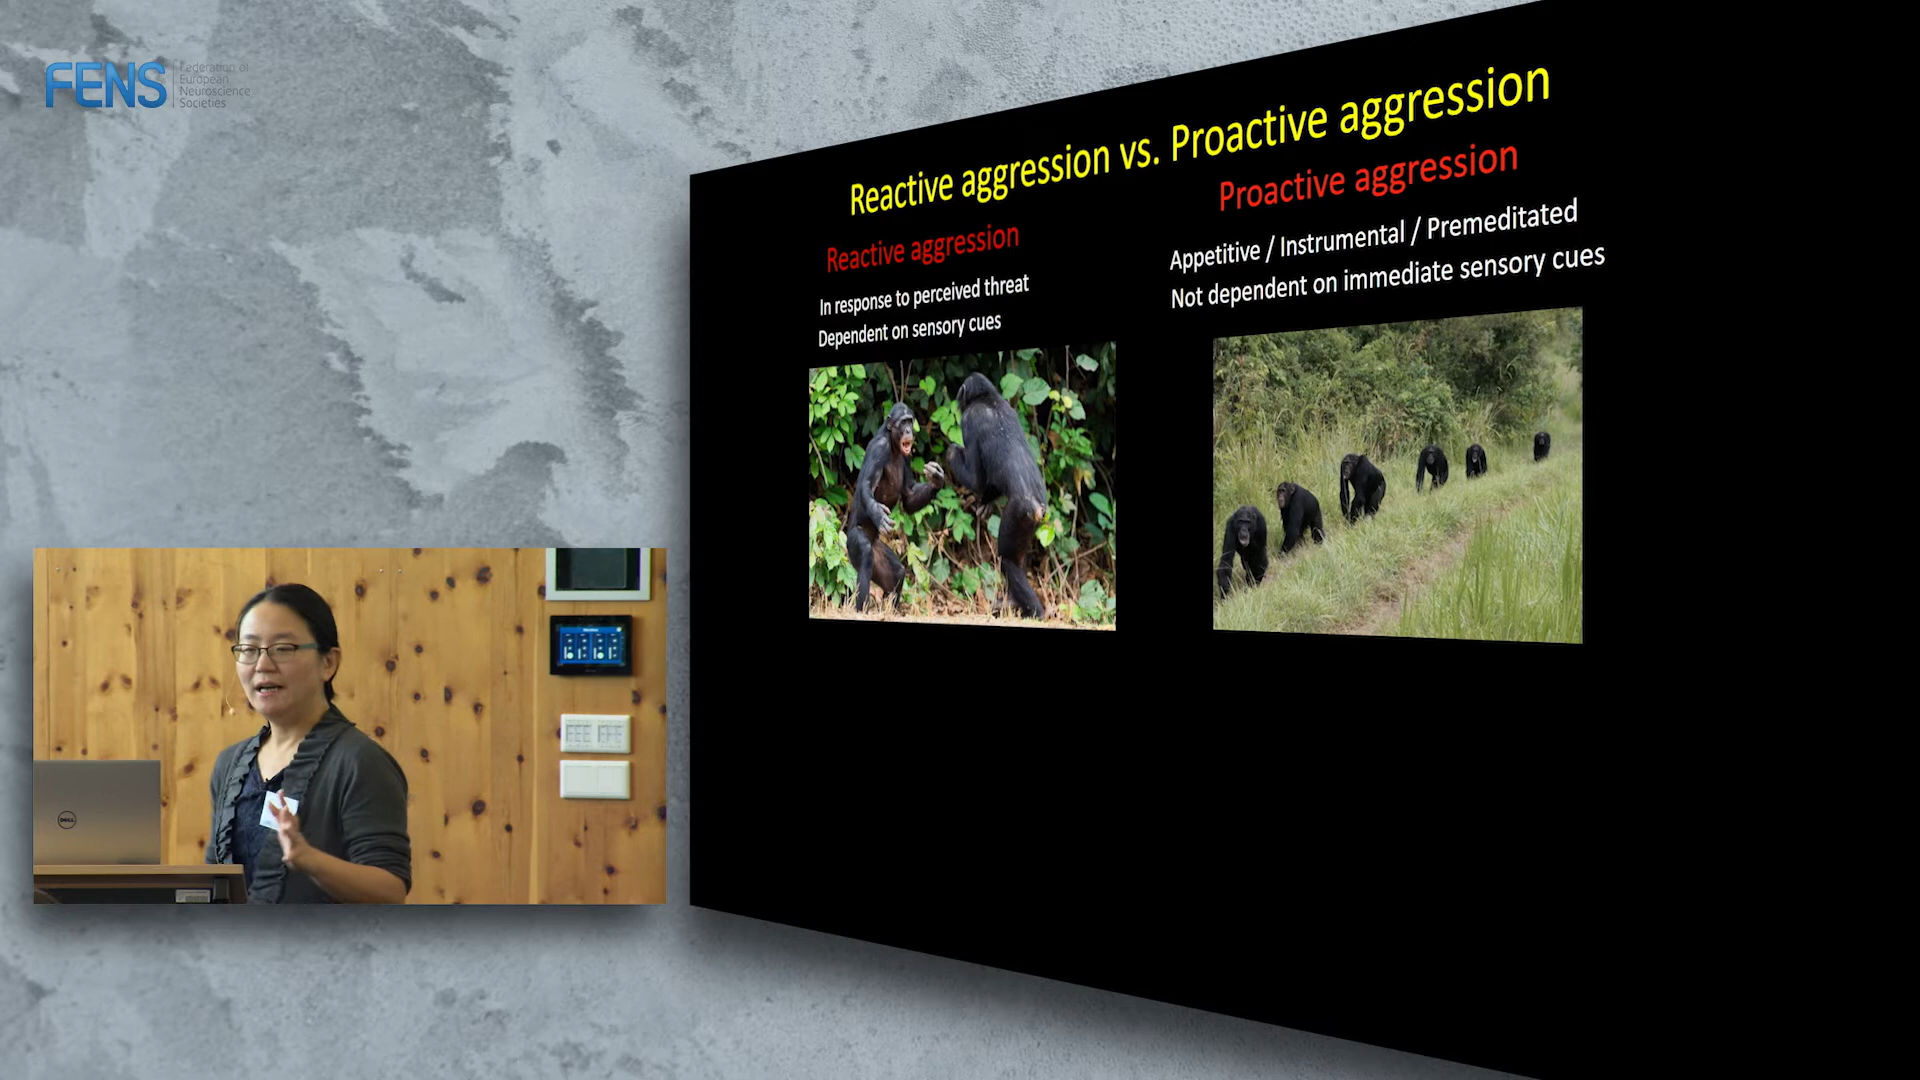 FENS
Federation of
European
Neuroscience
Societies
Reactive aggression vs. Proactive aggression
Reactive aggression
In response to perceived threat
Dependent on sensory cues
Proactive aggression
Appetitive / Instrumental / Premeditated
Not dependent on immediate sensory cues
DELL